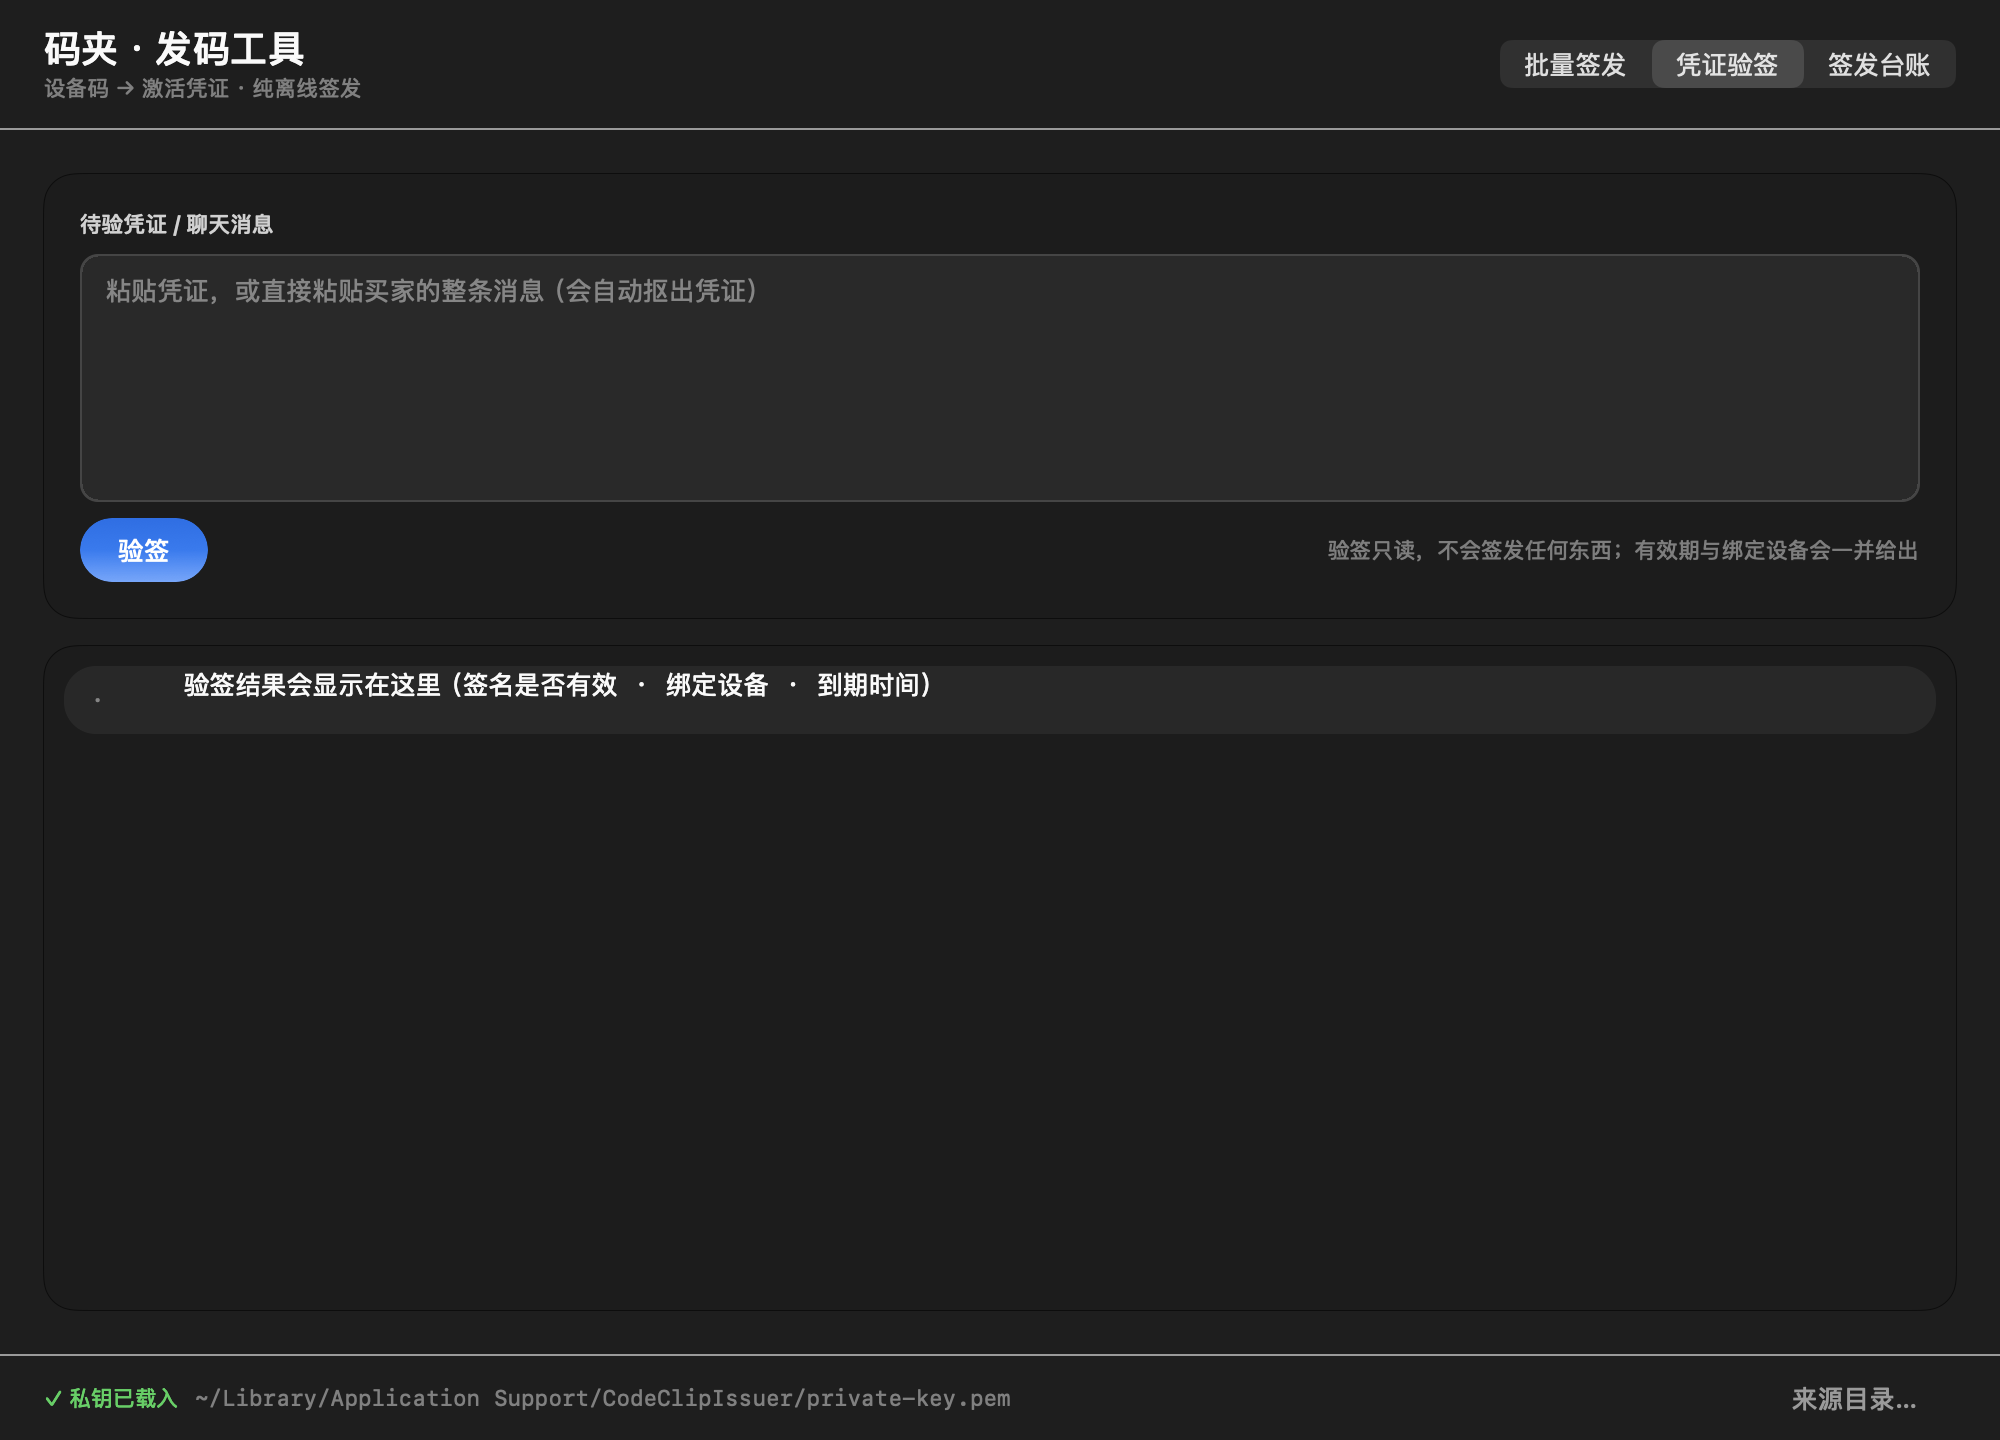 码夹 · 发码工具
设备码 → 激活凭证 · 纯离线签发
批量签发 凭证验签 签发台账
待验凭证 / 聊天消息
粘贴凭证，或直接粘贴买家的整条消息（会自动抠出凭证）
验签
验签只读，不会签发任何东西；有效期与绑定设备会一并给出
· 验签结果会显示在这里（签名是否有效 · 绑定设备 · 到期时间）
✓ 私钥已载入 ~/Library/Application Support/CodeClipIssuer/private-key.pem
来源目录...